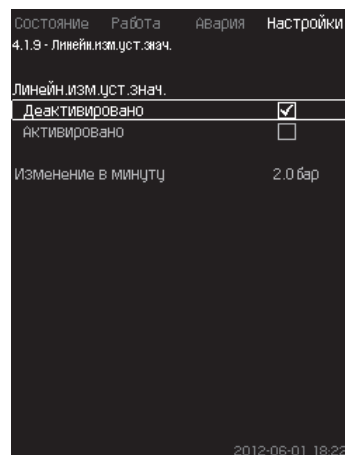 Состояние Работа Авария Настройки
4.1.9 - Линейн.изм.уст.знач.
Линейн.изм.уст.знач.
Деактивировано
Активировано
Изменение в минуту 2.0 бар
2012-06-01 18:22